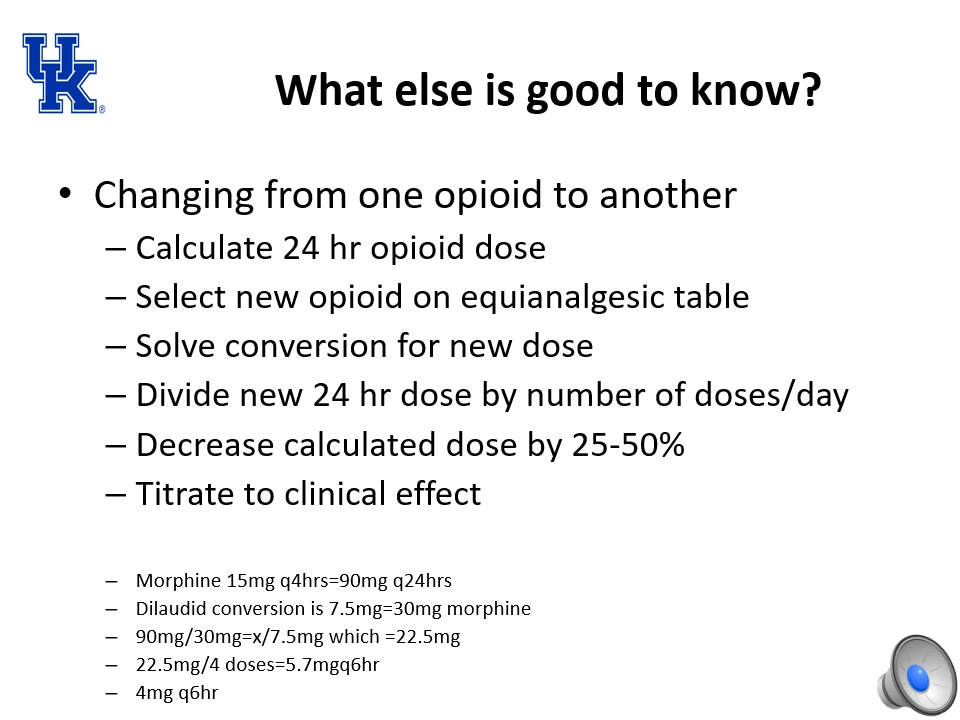 UK®
What else is good to know?
• Changing from one opioid to another
– Calculate 24 hr opioid dose
– Select new opioid on equianalgesic table
– Solve conversion for new dose
– Divide new 24 hr dose by number of doses/day
– Decrease calculated dose by 25-50%
– Titrate to clinical effect
– Morphine 15mg q4hrs=90mg q24hrs
– Dilaudid conversion is 7.5mg=30mg morphine
– 90mg/30mg=x/7.5mg which =22.5mg
– 22.5mg/4 doses=5.7mgq6hr
– 4mg q6hr